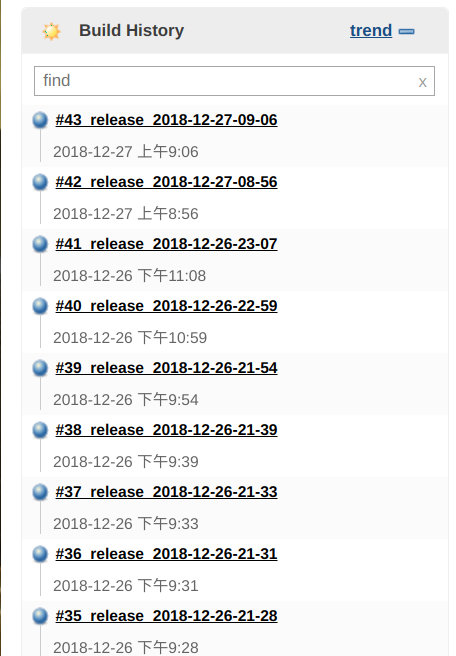 Build History trend
find x
#43_release_2018-12-27-09-06
2018-12-27 上午9:06
#42_release_2018-12-27-08-56
2018-12-27 上午8:56
#41_release_2018-12-26-23-07
2018-12-26 下午11:08
#40_release_2018-12-26-22-59
2018-12-26 下午10:59
#39_release_2018-12-26-21-54
2018-12-26 下午9:54
#38_release_2018-12-26-21-39
2018-12-26 下午9:39
#37_release_2018-12-26-21-33
2018-12-26 下午9:33
#36_release_2018-12-26-21-31
2018-12-26 下午9:31
#35_release_2018-12-26-21-28
2018-12-26 下午9:28